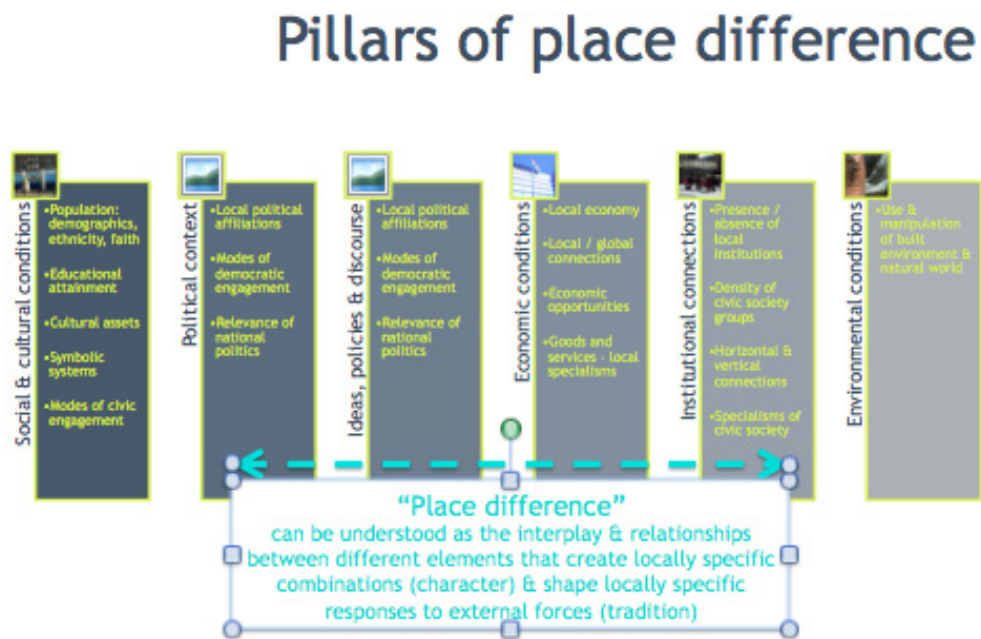 Pillars of place difference
Social & cultural conditions
•Population:
demographics,
ethnicity, faith
•Educational
attainment
•Cultural assets
•Symbolic
systems
•Modes of civic
engagement
Political context
•Local political
affiliations
•Modes of
democratic
engagement
•Relevance of
national
politics
Ideas, policies & discourse
•Local political
affiliations
•Modes of
democratic
engagement
•Relevance of
national
politics
Economic conditions
•Local economy
•Local / global
connections
•Economic
opportunities
•Goods and
services - local
specialisms
Institutional connections
•Presence /
absence of
local
institutions
•Density of
civic society
groups
•Horizontal &
vertical
connections
•Specialisms of
civic society
Environmental conditions
•Use &
manipulation
of built
environment &
natural world
“Place difference”
can be understood as the interplay & relationships
between different elements that create locally specific
combinations (character) & shape locally specific
responses to external forces (tradition)